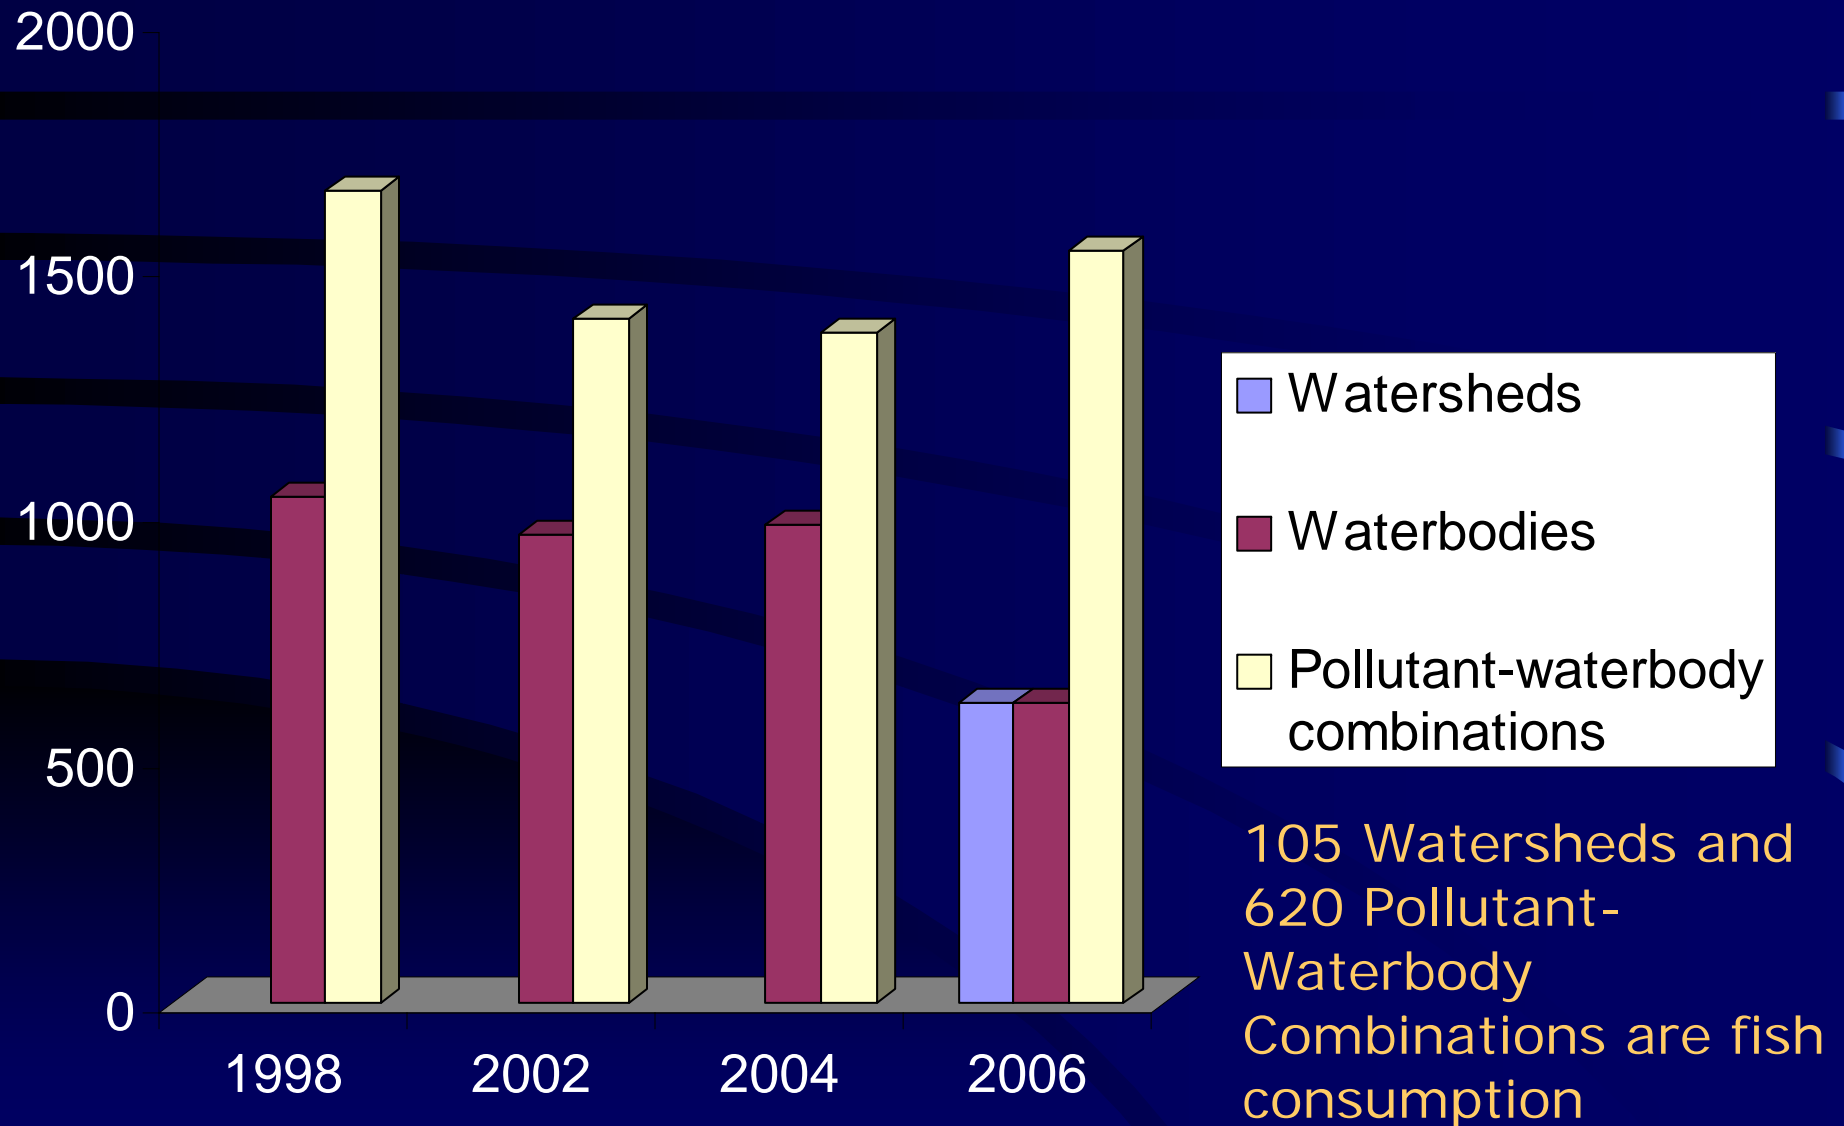 2000
1500
1000
500
0
1998 2002 2004 2006
Watersheds
Waterbodies
Pollutant-waterbody
combinations
105 Watersheds and
620 Pollutant-
Waterbody
Combinations are fish
consumption